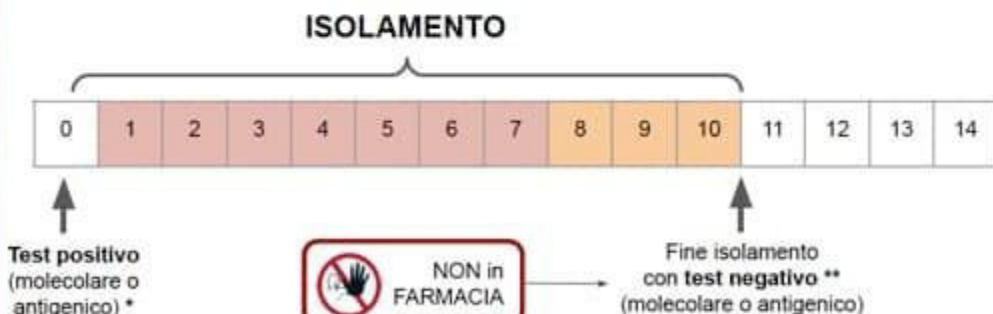 ISOLAMENTO
0 1 2 3 4 5 6 7 8 9 10 11 12 13 14
Test positivo
(molecolare o
antigenico) *
NON in
FARMACIA
Fine isolamento
con test negativo **
(molecolare o antigenico)